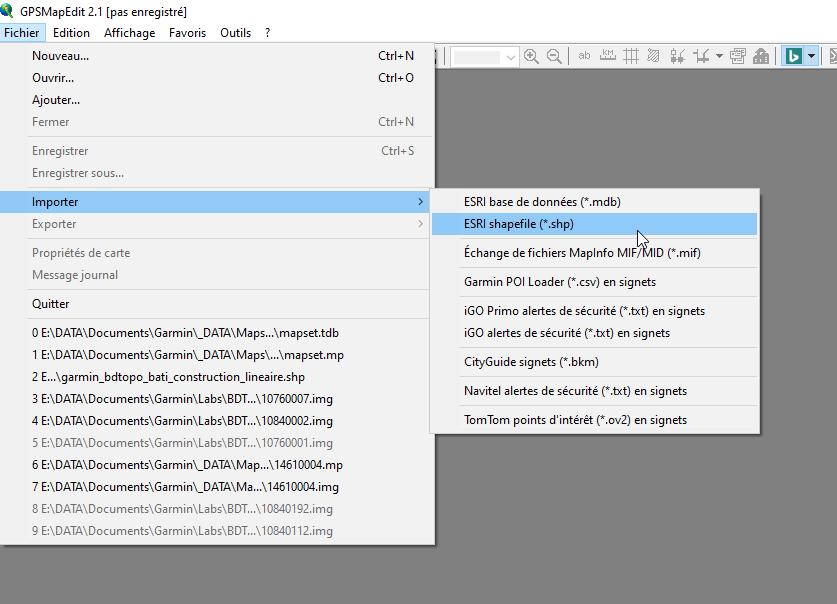 GPSMapEdit 2.1 [pas enregistré]
Fichier Edition Affichage Favoris Outils ?
Nouveau... Ctrl+N
Ouvrir... Ctrl+O
Ajouter...
Fermer Ctrl+N
Enregistrer Ctrl+S
Enregistrer sous...
Importer
Exporter
Propriétés de carte
Message journal
Quitter
0 E:\DATA\Documents\Garmin\_DATA\Maps...\mapset.tdb
1 E:\DATA\Documents\Garmin\_DATA\Maps\...\mapset.mp
2 E...\garmin_bdtopo_bati_construction_lineaire.shp
3 E:\DATA\Documents\Garmin\Labs\BDT...\10760007.img
4 E:\DATA\Documents\Garmin\Labs\BDT...\10840002.img
5 E:\DATA\Documents\Garmin\Labs\BDT...\10760001.img
6 E:\DATA\Documents\Garmin\_DATA\Map...\14610004.mp
7 E:\DATA\Documents\Garmin\_DATA\Ma...\14610004.img
8 E:\DATA\Documents\Garmin\Labs\BDT...\10840192.img
9 E:\DATA\Documents\Garmin\Labs\BDT...\10840112.img
ab KM
ESRI base de données (*.mdb)
ESRI shapefile (*.shp)
Échange de fichiers MapInfo MIF/MID (*.mif)
Garmin POI Loader (*.csv) en signets
iGO Primo alertes de sécurité (*.txt) en signets
iGO alertes de sécurité (*.txt) en signets
CityGuide signets (*.bkm)
Navitel alertes de sécurité (*.txt) en signets
TomTom points d'intérêt (*.ov2) en signets